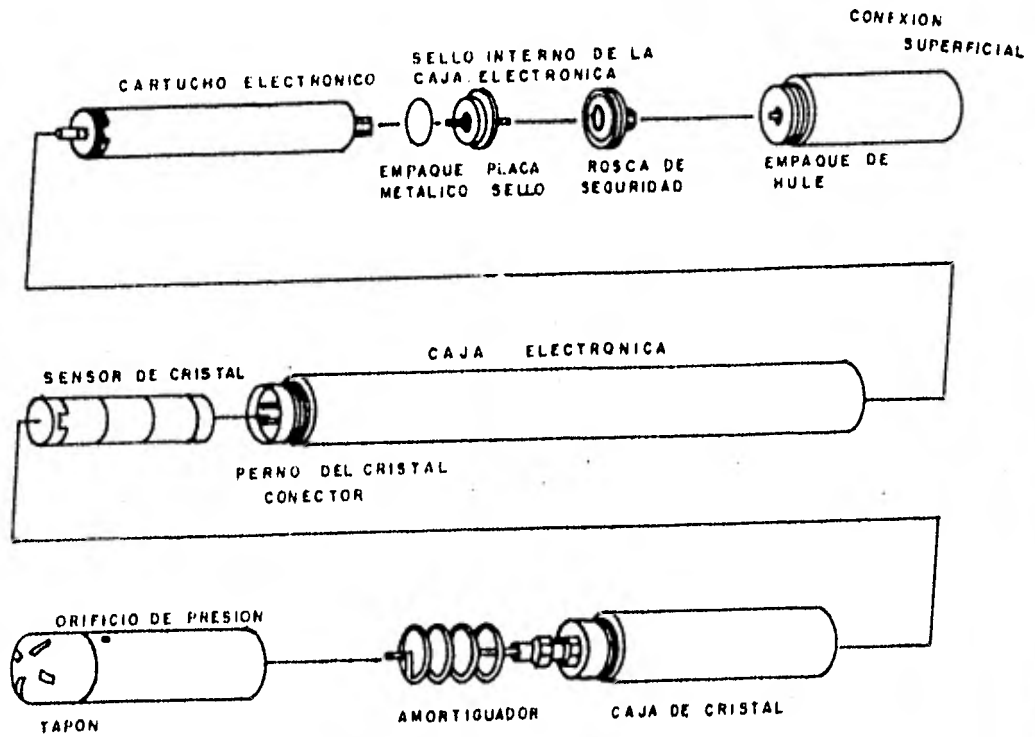 CONEXION
SUPERFICIAL
SELLO INTERNO DE LA
CAJA ELECTRONICA
CARTUCHO ELECTRONICO
EMPAQUE
METALICO
PLACA
SELLO
ROSCA DE
SEGURIDAD
EMPAQUE DE
HULE
CAJA ELECTRONICA
SENSOR DE CRISTAL
PERNO DEL CRISTAL
CONECTOR
ORIFICIO DE PRESION
TAPON
AMORTIGUADOR
CAJA DE CRISTAL